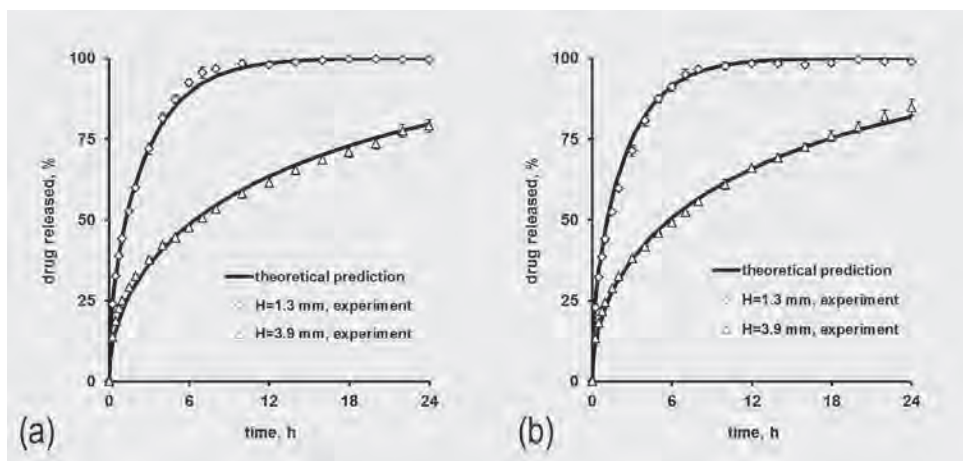 100
75
50
25
0
drug released, %
0 6 12 18 24
time, h
theoretical prediction
H=1.3 mm, experiment
H=3.9 mm, experiment
(a)
100
75
50
25
0
drug released, %
0 6 12 18 24
time, h
theoretical prediction
H=1.3 mm, experiment
H=3.9 mm, experiment
(b)